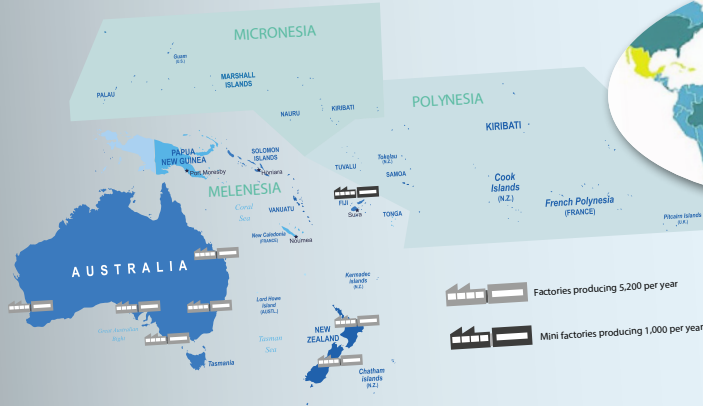 MICRONESIA
Guam
(U.S.)
MARSHALL
ISLANDS
PALAU
NAURU
KIRIBATI
POLYNESIA
KIRIBATI
PAPUA
NEW GUINEA
Port Moresby
SOLOMON
ISLANDS
Honiara
TUVALU
Tokelau
(N.Z.)
SAMOA
Cook
Islands
(N.Z.)
French Polynesia
(FRANCE)
Pitcairn Islands
(U.K.)
MELENESIA
Coral
Sea
VANUATU
FIJI
Suva
TONGA
New Caledonia
(FRANCE)
Noumea
AUSTRALIA
Kermadec
Islands
(N.Z.)
Lord Howe
Island
(AUSTL.)
Great Australian
Bight
Tasman
Sea
NEW
ZEALAND
Tasmania
Chatham
Islands
(N.Z.)
Factories producing 5,200 per year
Mini factories producing 1,000 per year